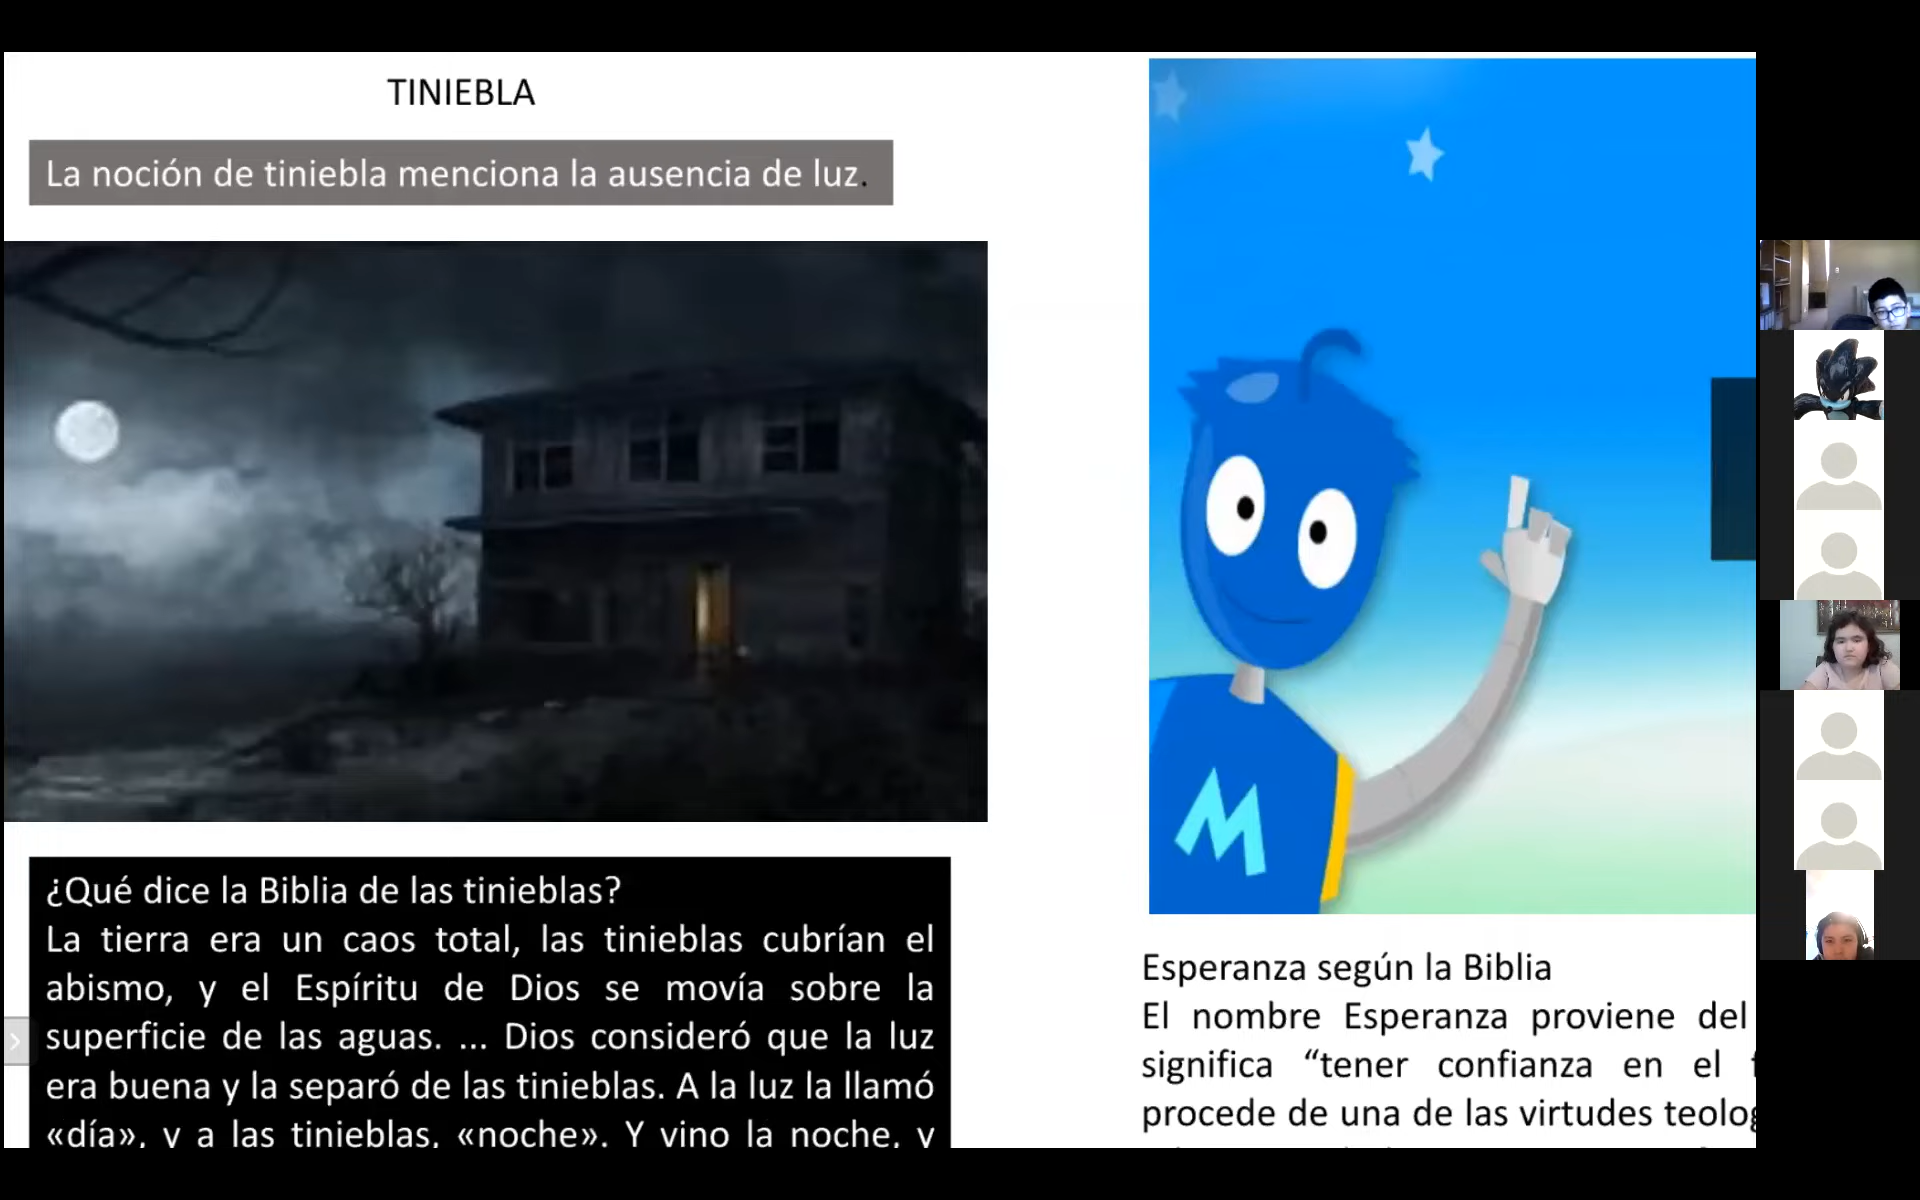 TINIEBLA
La noción de tiniebla menciona la ausencia de luz.
¿Qué dice la Biblia de las tinieblas?
La tierra era un caos total, las tinieblas cubrían el
abismo, y el Espíritu de Dios se movía sobre la
superficie de las aguas. ... Dios consideró que la luz
era buena y la separó de las tinieblas. A la luz la llamó
«día», y a las tinieblas, «noche». Y vino la noche, y
M
Esperanza según la Biblia
El nombre Esperanza proviene del
significa “tener confianza en el
procede de una de las virtudes